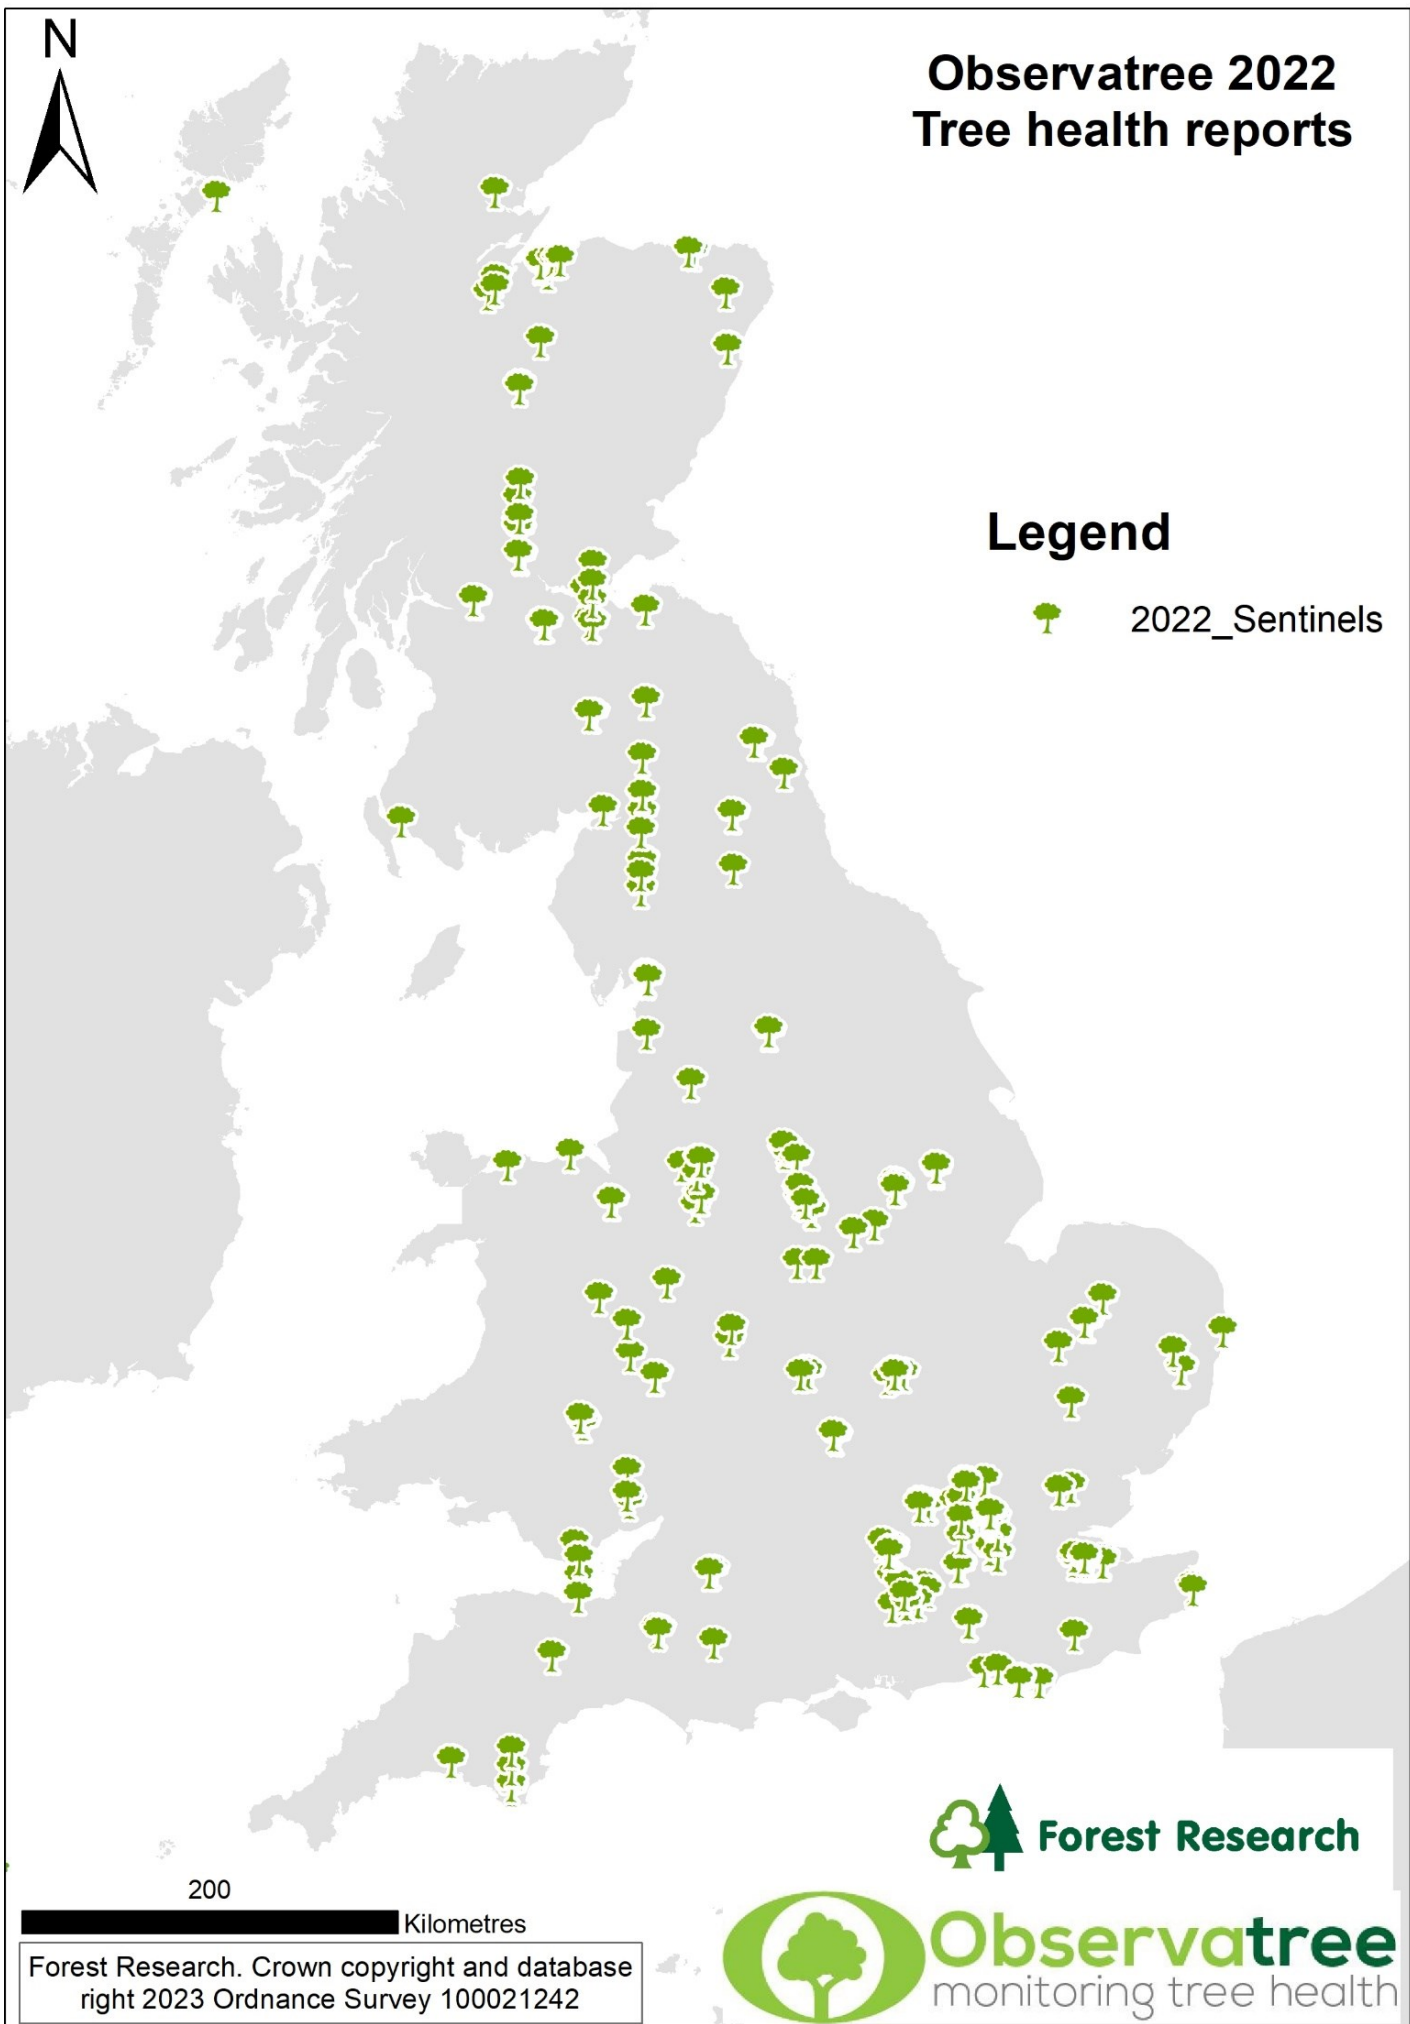 N
Observatree 2022
Tree health reports
Legend
2022_Sentinels
Forest Research
200
Kilometres
Forest Research. Crown copyright and database
right 2023 Ordnance Survey 100021242
Observatree
monitoring tree health